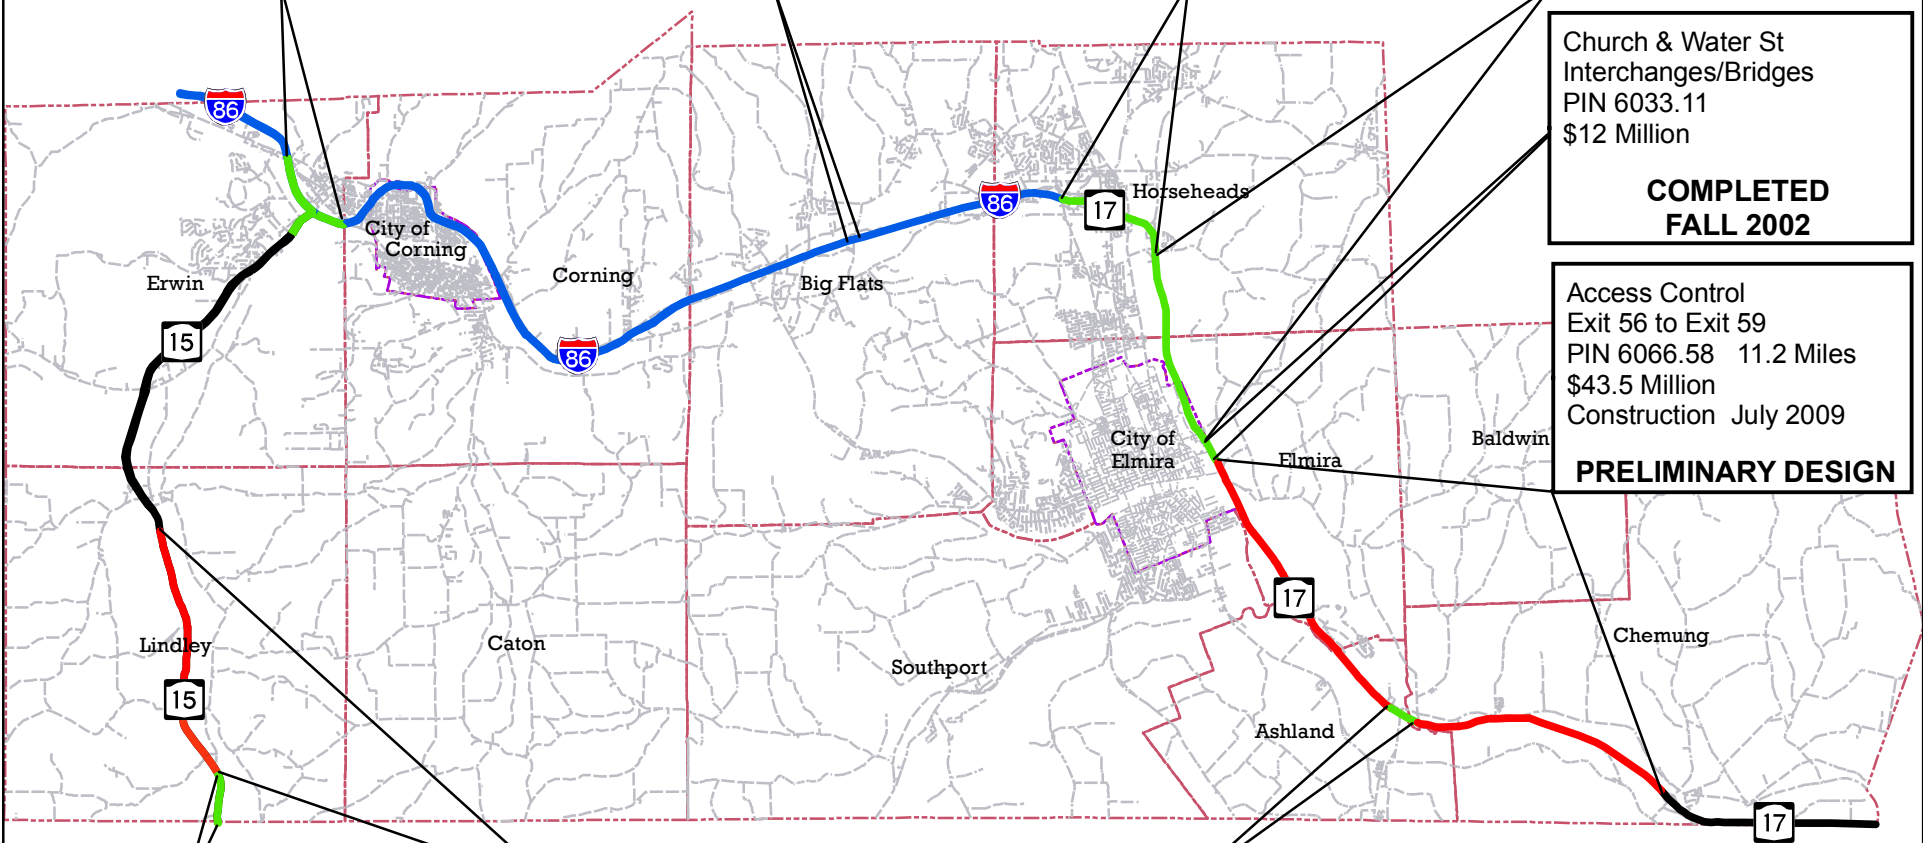 Church & Water St
Interchanges/Bridges
PIN 6033.11
$12 Million
COMPLETED
FALL 2002
Access Control
Exit 56 to Exit 59
PIN 6066.58 11.2 Miles
$43.5 Million
Construction July 2009
PRELIMINARY DESIGN
86
86
17
Horseheads
City of
Corning
Corning
Erwin
Big Flats
15
86
City of
Elmira
Elmira
Baldwin
17
Lindley
Caton
Southport
Chemung
15
Ashland
17